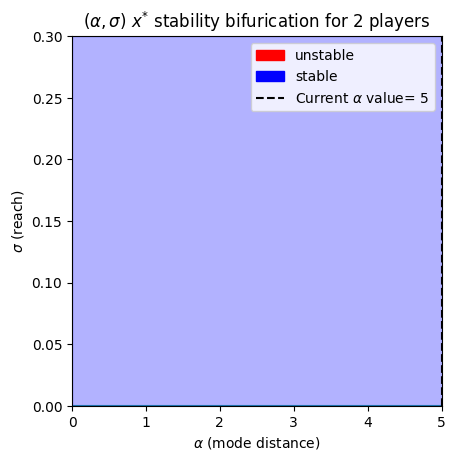 (α, σ) x* stability bifurication for 2 players
unstable
stable
Current α value= 5
0.30
0.25
0.20
0.15
0.10
0.05
0.00
σ (reach)
0 1 2 3 4 5
α (mode distance)